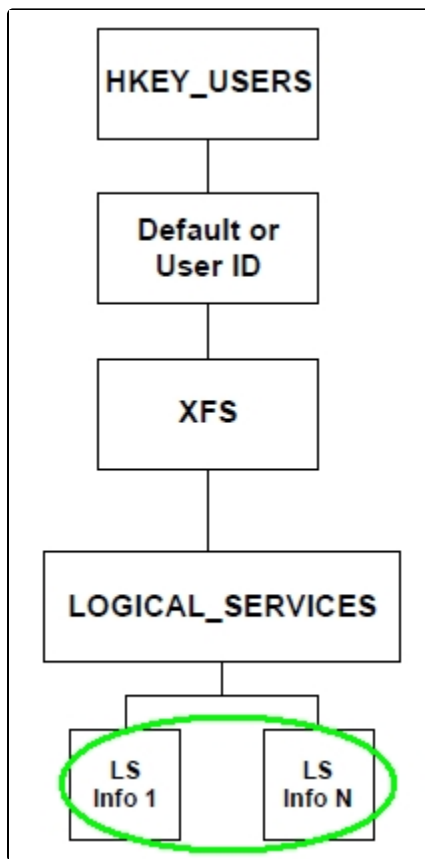 HKEY_USERS
Default or
User ID
XFS
LOGICAL_SERVICES
LS
Info 1
LS
Info N